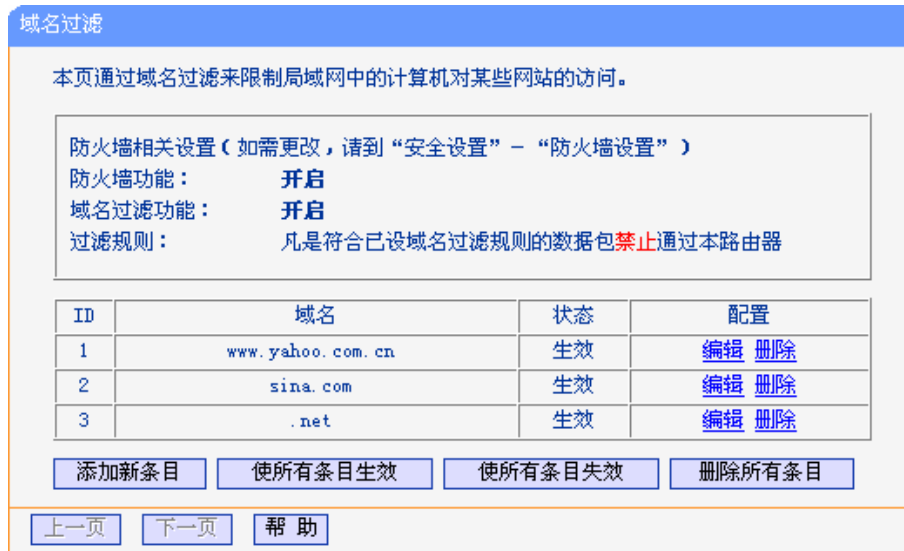 域名过滤
本页通过域名过滤来限制局域网中的计算机对某些网站的访问。
防火墙相关设置(如需更改,请到“安全设置”-“防火墙设置”)
防火墙功能： 开启
域名过滤功能： 开启
过滤规则： 凡是符合已设域名过滤规则的数据包禁止通过本路由器
ID 域名 状态 配置
1 www.yahoo.com.cn 生效 编辑 删除
2 sina.com 生效 编辑 删除
3 .net 生效 编辑 删除
添加新条目 使所有条目生效 使所有条目失效 删除所有条目
上一页 下一页 帮 助